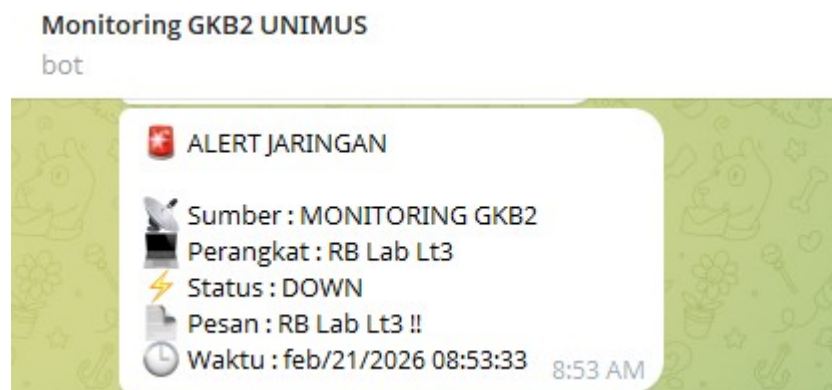 Monitoring GKB2 UNIMUS
bot
🚨 ALERT JARINGAN
📡 Sumber : MONITORING GKB2
💻 Perangkat : RB Lab Lt3
⚡ Status : DOWN
📄 Pesan : RB Lab Lt3 !!
🕒 Waktu : feb/21/2026 08:53:33 8:53 AM